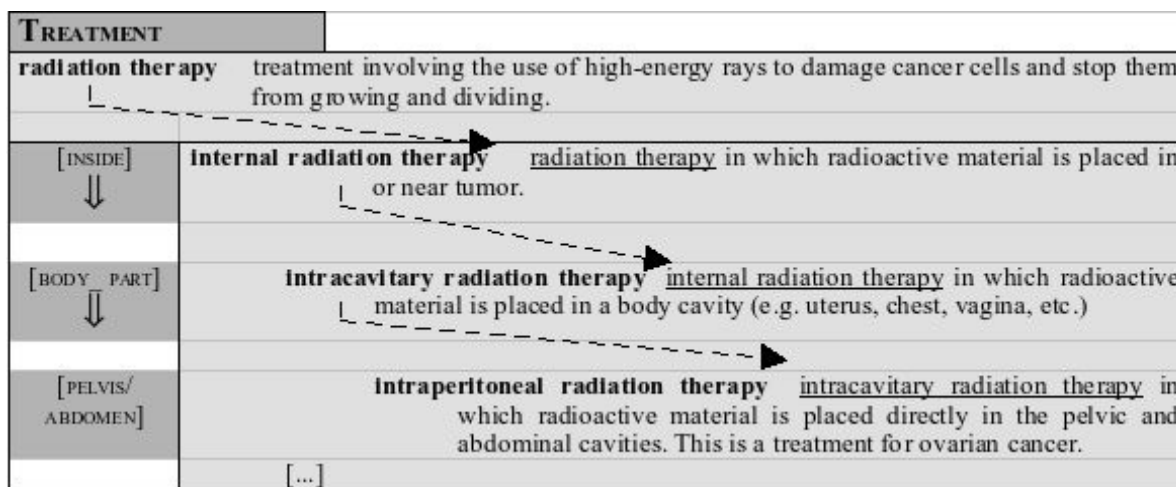 TREATMENT
radiation therapy treatment involving the use of high-energy rays to damage cancer cells and stop them
from growing and dividing.
[INSIDE] internal radiation therapy radiation therapy in which radioactive material is placed in
or near tumor.
[BODY_ PART] intracavitary radiation therapy internal radiation therapy in which radioactive
material is placed in a body cavity (e.g. uterus, chest, vagina, etc.)
[PELVIS/ intraperitoneal radiation therapy intracavitary radiation therapy in
ABDOMEN] which radioactive material is placed directly in the pelvic and
abdominal cavities. This is a treatment for ovarian cancer.
[...]